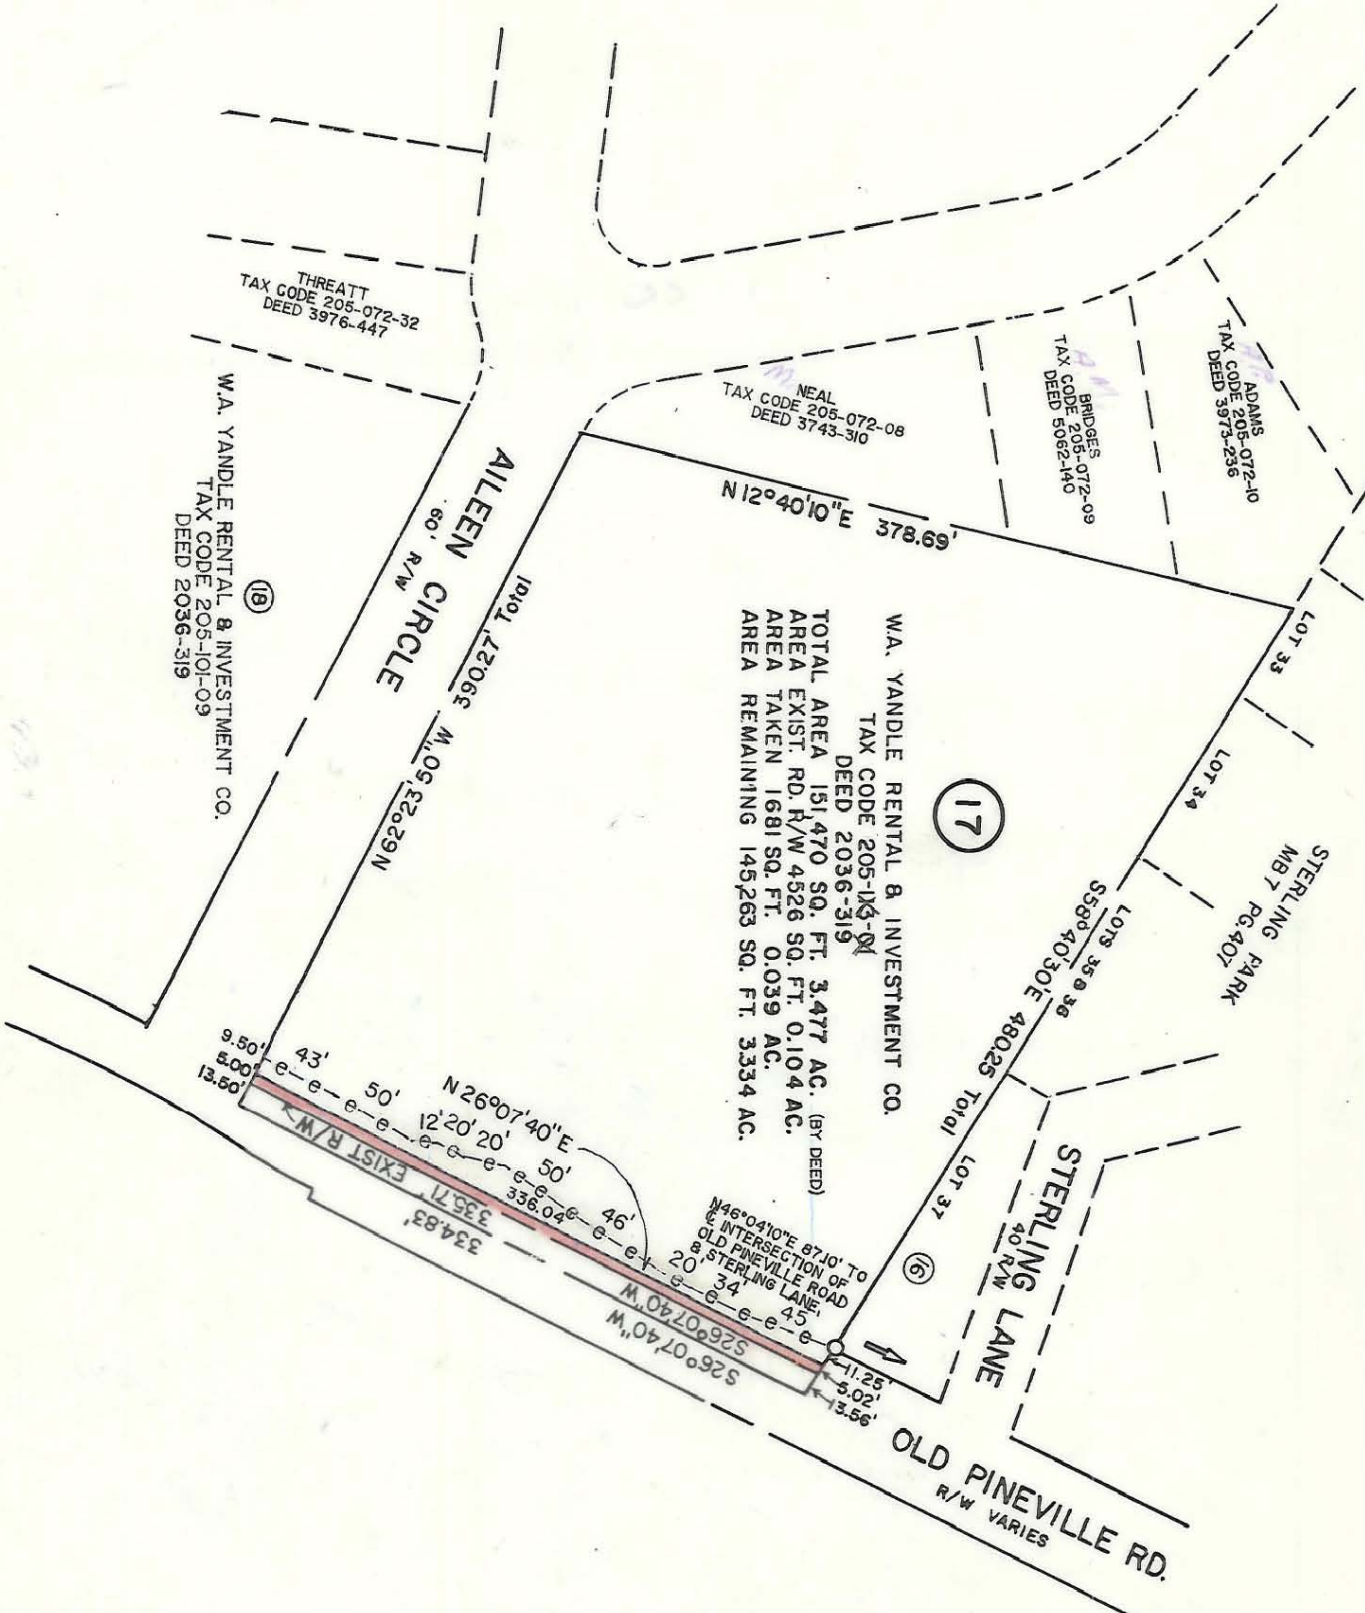 THREATT
TAX CODE 205-072-32
DEED 3976-447
W.A. YANDLE RENTAL & INVESTMENT CO.
TAX CODE 205-101-09
DEED 2036-319
18
AILEEN CIRCLE
60' R/W
N 62°23'50"W 390.27' Total
NEAL
TAX CODE 205-072-08
DEED 3743-310
BRIDGES
TAX CODE 205-072-09
DEED 5062-140
ADAMS
TAX CODE 205-072-10
DEED 3973-236
N 12°40'10"E 378.69'
17
W.A. YANDLE RENTAL & INVESTMENT CO.
DEED 2036-319
TOTAL AREA 151,470 SQ. FT. 3.477 AC. (BY DEED)
AREA EXIST. RD. R/W 4526 SQ. FT. 0.104 AC.
AREA TAKEN 1681 SQ. FT. 0.039 AC.
AREA REMAINING 145,263 SQ. FT. 3.334 AC.
LOT 33
LOT 34
LOTS 35 & 36
LOT 37
S58°40'30"E 480.25 Total
STERLING PARK
MB 7 PG. 407
STERLING LANE
40' R/W
16
N46°04'10"E 87.10' TO
℄ INTERSECTION OF
OLD PINEVILLE ROAD
& STERLING LANE.
9.50'
5.00'
13.50'
43'
50'
12'
20'
20'
50'
46'
20'
34'
45'
e e e e e e e e e e e e e e e e e
N 26°07'40"E
336.04'
EXIST R/W
335.71'
S26°07'40"W
334.83'
S26°07'40"W
11.25'
5.02'
13.56'
OLD PINEVILLE RD.
R/W VARIES